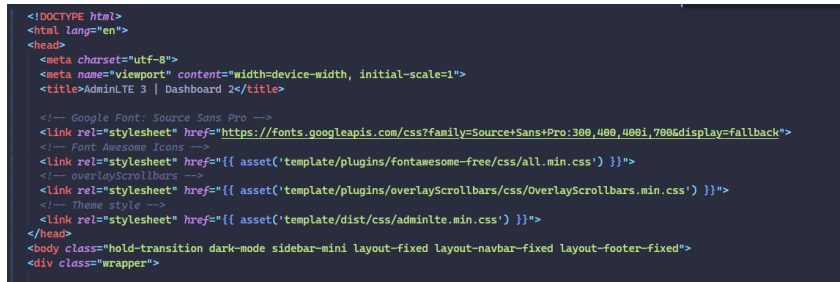 <!DOCTYPE html>
<html lang="en">
<head>
<meta charset="utf-8">
<meta name="viewport" content="width=device-width, initial-scale=1">
<title>AdminLTE 3 | Dashboard 2</title>
<!-- Google Font: Source Sans Pro -->
<link rel="stylesheet" href="https://fonts.googleapis.com/css?family=Source+Sans+Pro:300,400,400i,700&display=fallback">
<!-- Font Awesome Icons -->
<link rel="stylesheet" href="{{ asset('template/plugins/fontawesome-free/css/all.min.css') }}">
<!-- overlayScrollbars -->
<link rel="stylesheet" href="{{ asset('template/plugins/overlayScrollbars/css/OverlayScrollbars.min.css') }}">
<!-- Theme style -->
<link rel="stylesheet" href="{{ asset('template/dist/css/adminlte.min.css') }}">
</head>
<body class="hold-transition dark-mode sidebar-mini layout-fixed layout-navbar-fixed layout-footer-fixed">
<div class="wrapper">